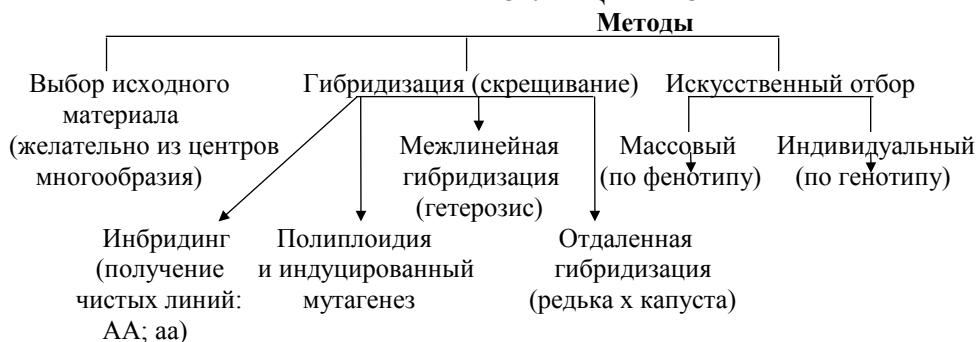 Методы
Выбор исходного материала (желательно из центров многообразия)
Гибридизация (скрещивание)
Искусственный отбор
Межлинейная гибридизация (гетерозис)
Массовый (по фенотипу)
Индивидуальный (по генотипу)
Инбридинг (получение чистых линий: АА; аа)
Полиплоидия и индуцированный мутагенез
Отдаленная гибридизация (редька х капуста)